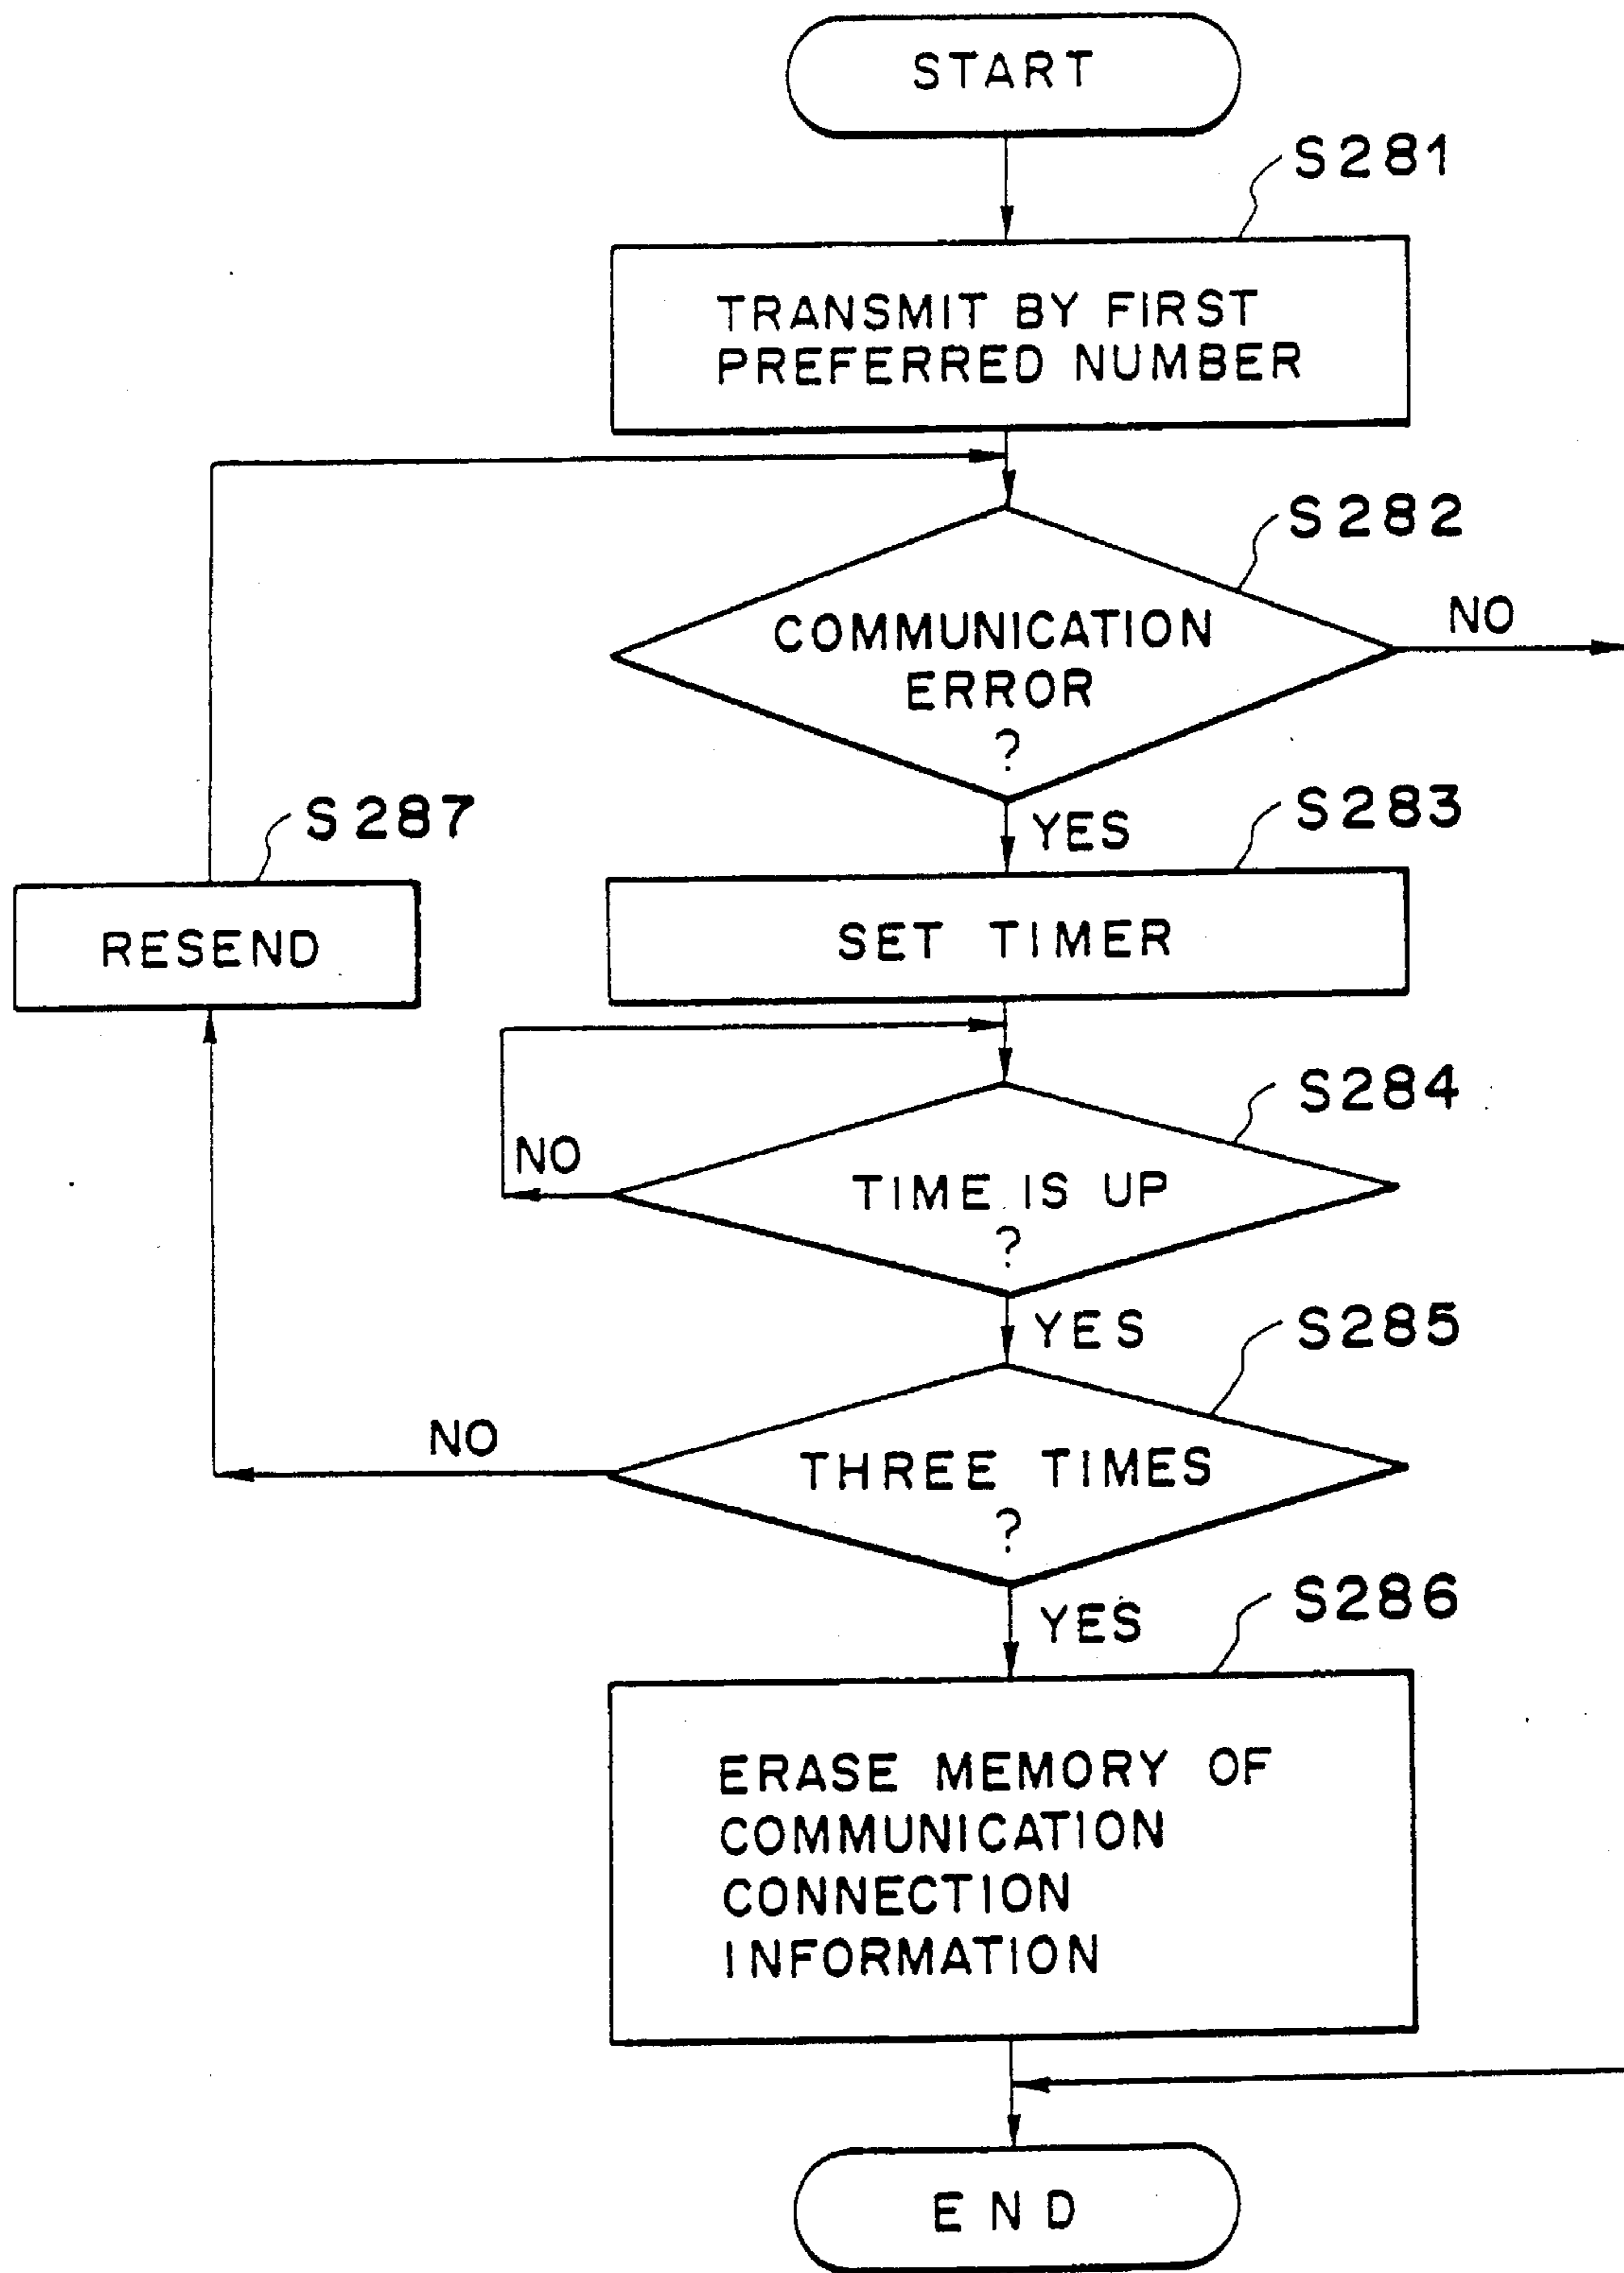 START
S281
TRANSMIT BY FIRST
PREFERRED NUMBER
S282
COMMUNICATION
ERROR
?
NO
YES
S283
SET TIMER
S287
RESEND
S284
TIME IS UP
?
NO
YES
S285
THREE TIMES
?
NO
YES
S286
ERASE MEMORY OF
COMMUNICATION
CONNECTION
INFORMATION
END